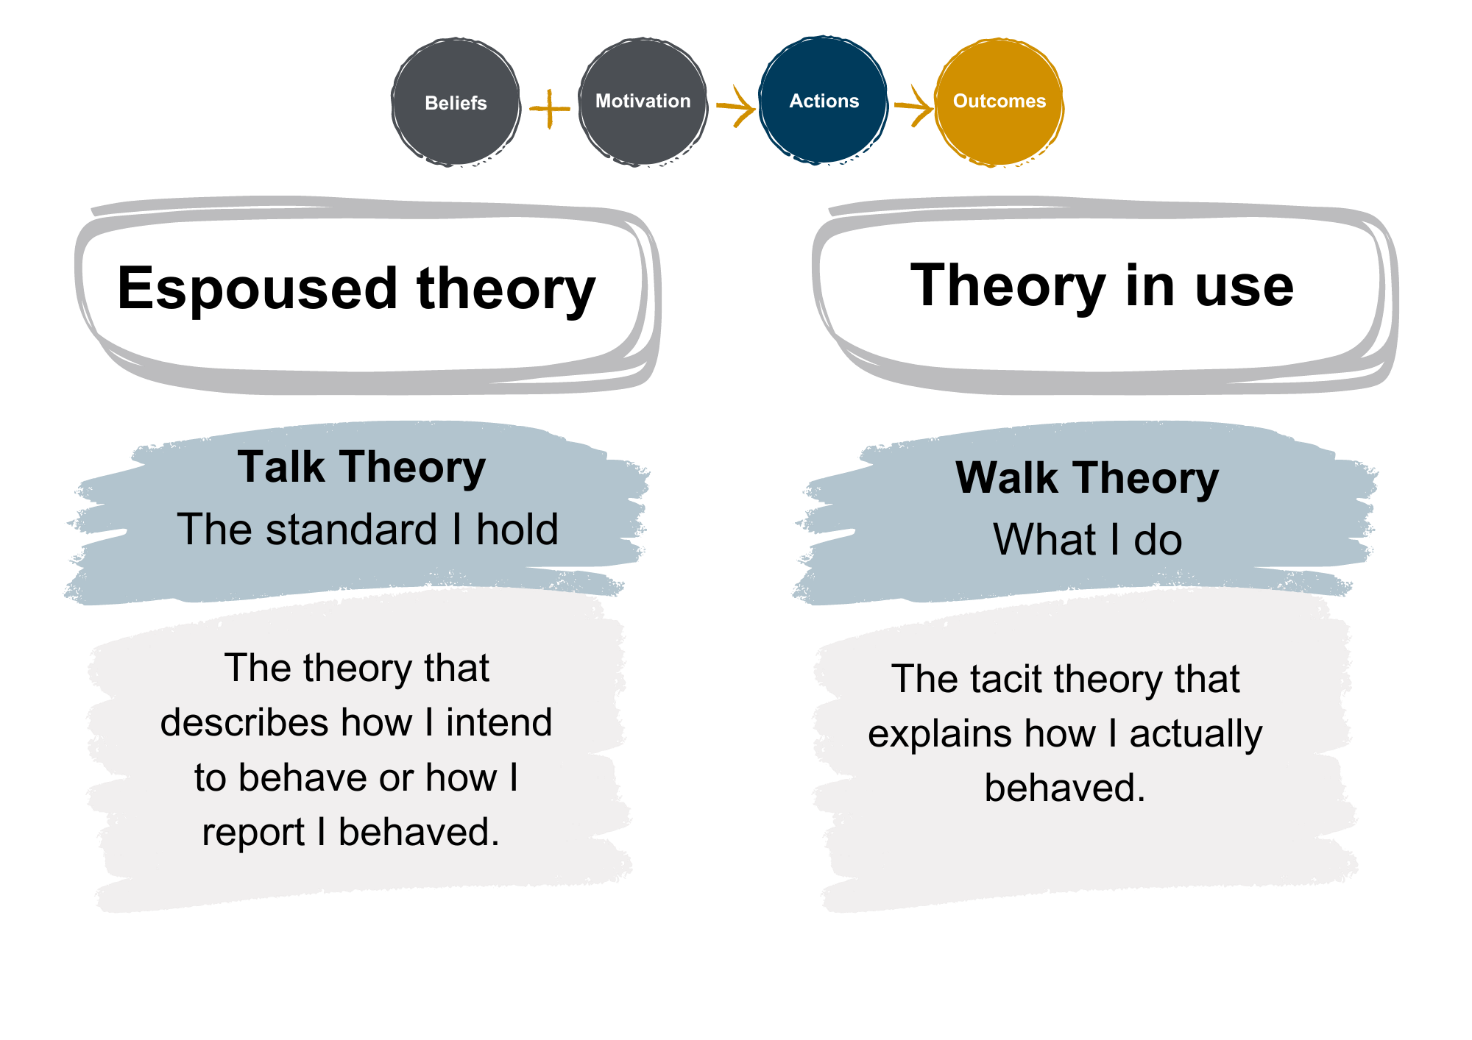 Beliefs + Motivation → Actions → Outcomes
Espoused theory
Theory in use
Talk Theory
The standard I hold
Walk Theory
What I do
The theory that
describes how I intend
to behave or how I
report I behaved.
The tacit theory that
explains how I actually
behaved.